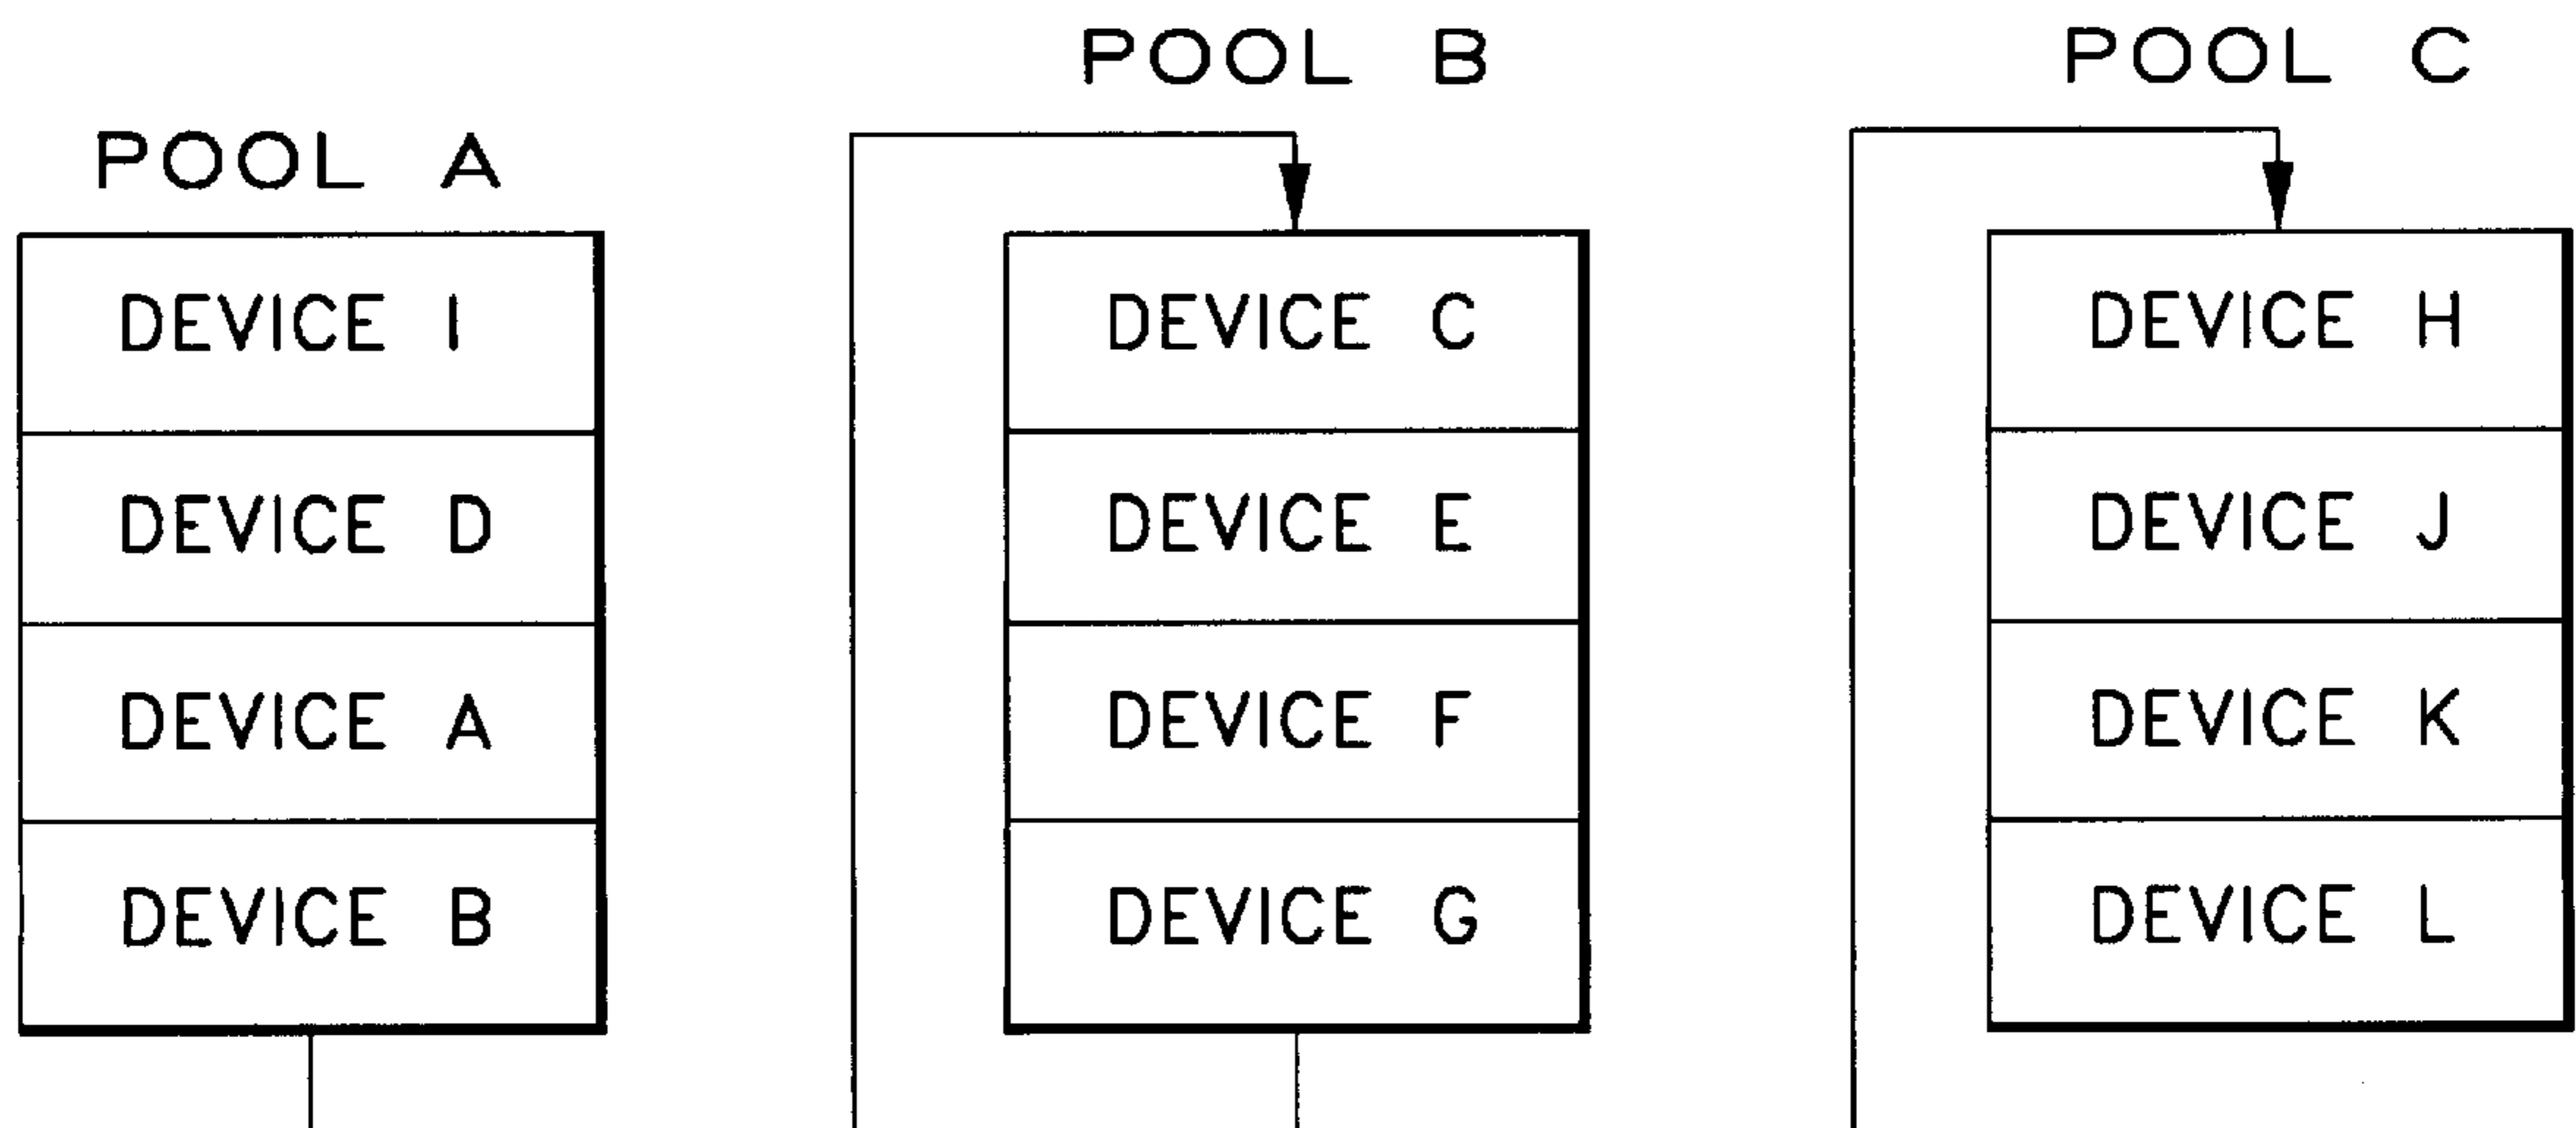 POOL A
DEVICE I
DEVICE D
DEVICE A
DEVICE B
POOL B
DEVICE C
DEVICE E
DEVICE F
DEVICE G
POOL C
DEVICE H
DEVICE J
DEVICE K
DEVICE L